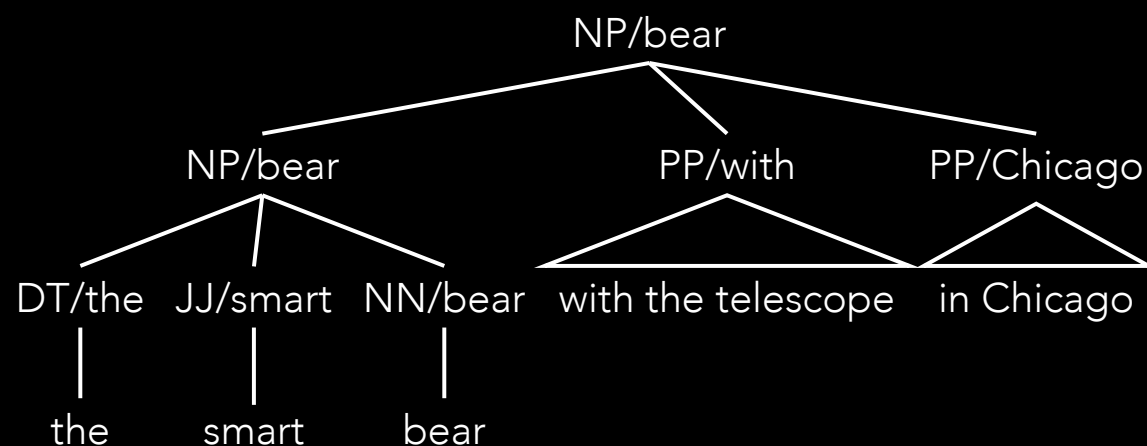 NP/bear
NP/bear PP/with PP/Chicago
DT/the JJ/smart NN/bear with the telescope in Chicago
the smart bear